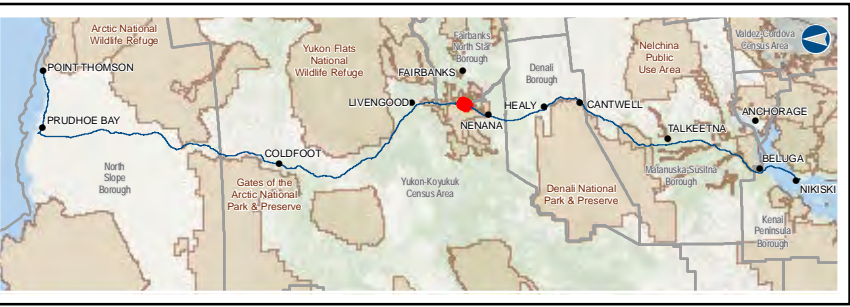 Arctic National
Wildlife Refuge
POINT THOMSON
PRUDHOE BAY
North
Slope
Borough
COLDFOOT
Gates of the
Arctic National
Park & Preserve
Yukon Flats
National
Wildlife Refuge
LIVENGOOD
Fairbanks
North Star
Borough
FAIRBANKS
NENANA
Yukon-Koyukuk
Census Area
Denali
Borough
HEALY
CANTWELL
Denali National
Park & Preserve
Nelchina
Public
Use Area
TALKEETNA
Matanuska-Susitna
Borough
Valdez-Cordova
Census Area
ANCHORAGE
BELUGA
NIKISKI
Kenai
Peninsula
Borough